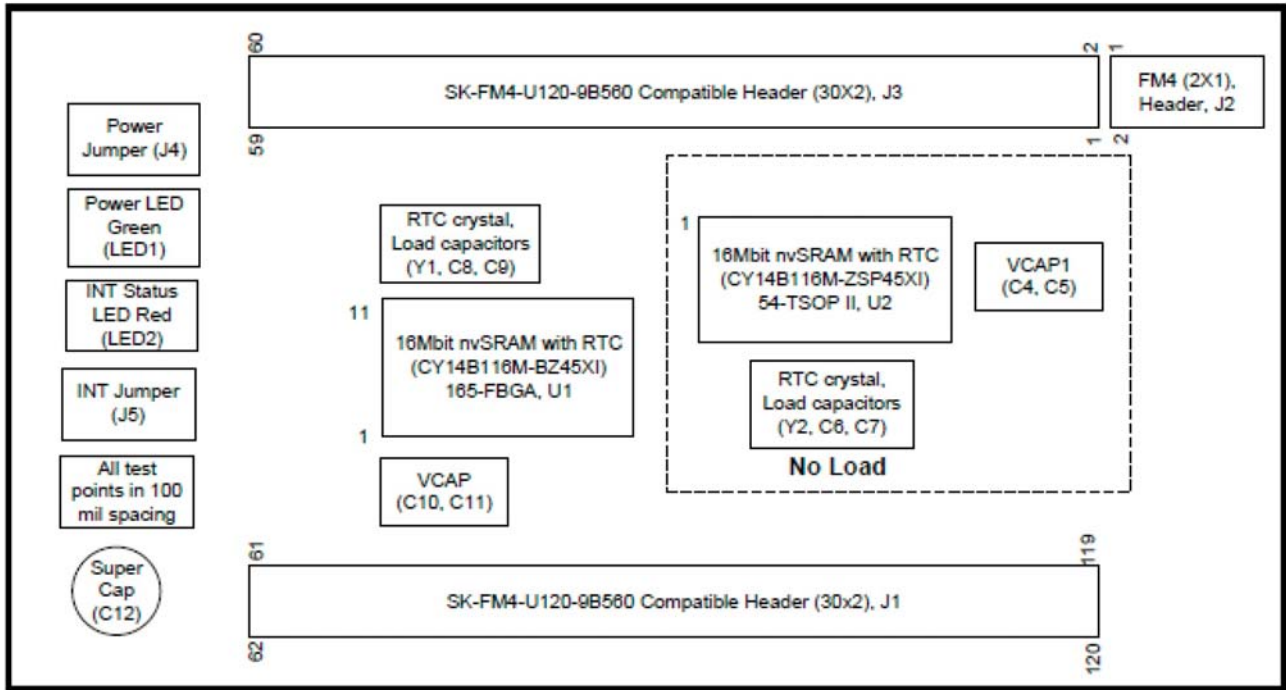 60
2
1
SK-FM4-U120-9B560 Compatible Header (30X2), J3
FM4 (2X1),
Header, J2
59
1
2
Power
Jumper (J4)
Power LED
Green
(LED1)
INT Status
LED Red
(LED2)
INT Jumper
(J5)
All test
points in 100
mil spacing
Super
Cap
(C12)
RTC crystal,
Load capacitors
(Y1, C8, C9)
11
16Mbit nvSRAM with RTC
(CY14B116M-BZ45XI)
165-FBGA, U1
1
VCAP
(C10, C11)
1
16Mbit nvSRAM with RTC
(CY14B116M-ZSP45XI)
54-TSOP II, U2
VCAP1
(C4, C5)
RTC crystal,
Load capacitors
(Y2, C6, C7)
No Load
61
119
SK-FM4-U120-9B560 Compatible Header (30x2), J1
62
120